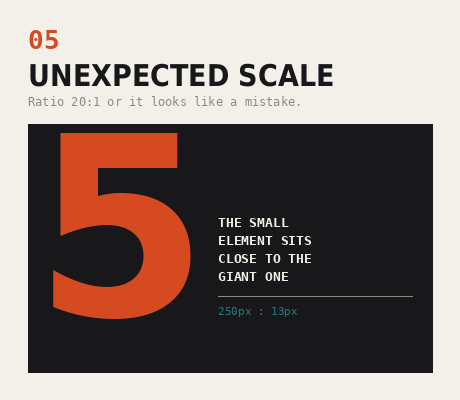 05
UNEXPECTED SCALE
Ratio 20:1 or it looks like a mistake.
5
THE SMALL
ELEMENT SITS
CLOSE TO THE
GIANT ONE
250px : 13px